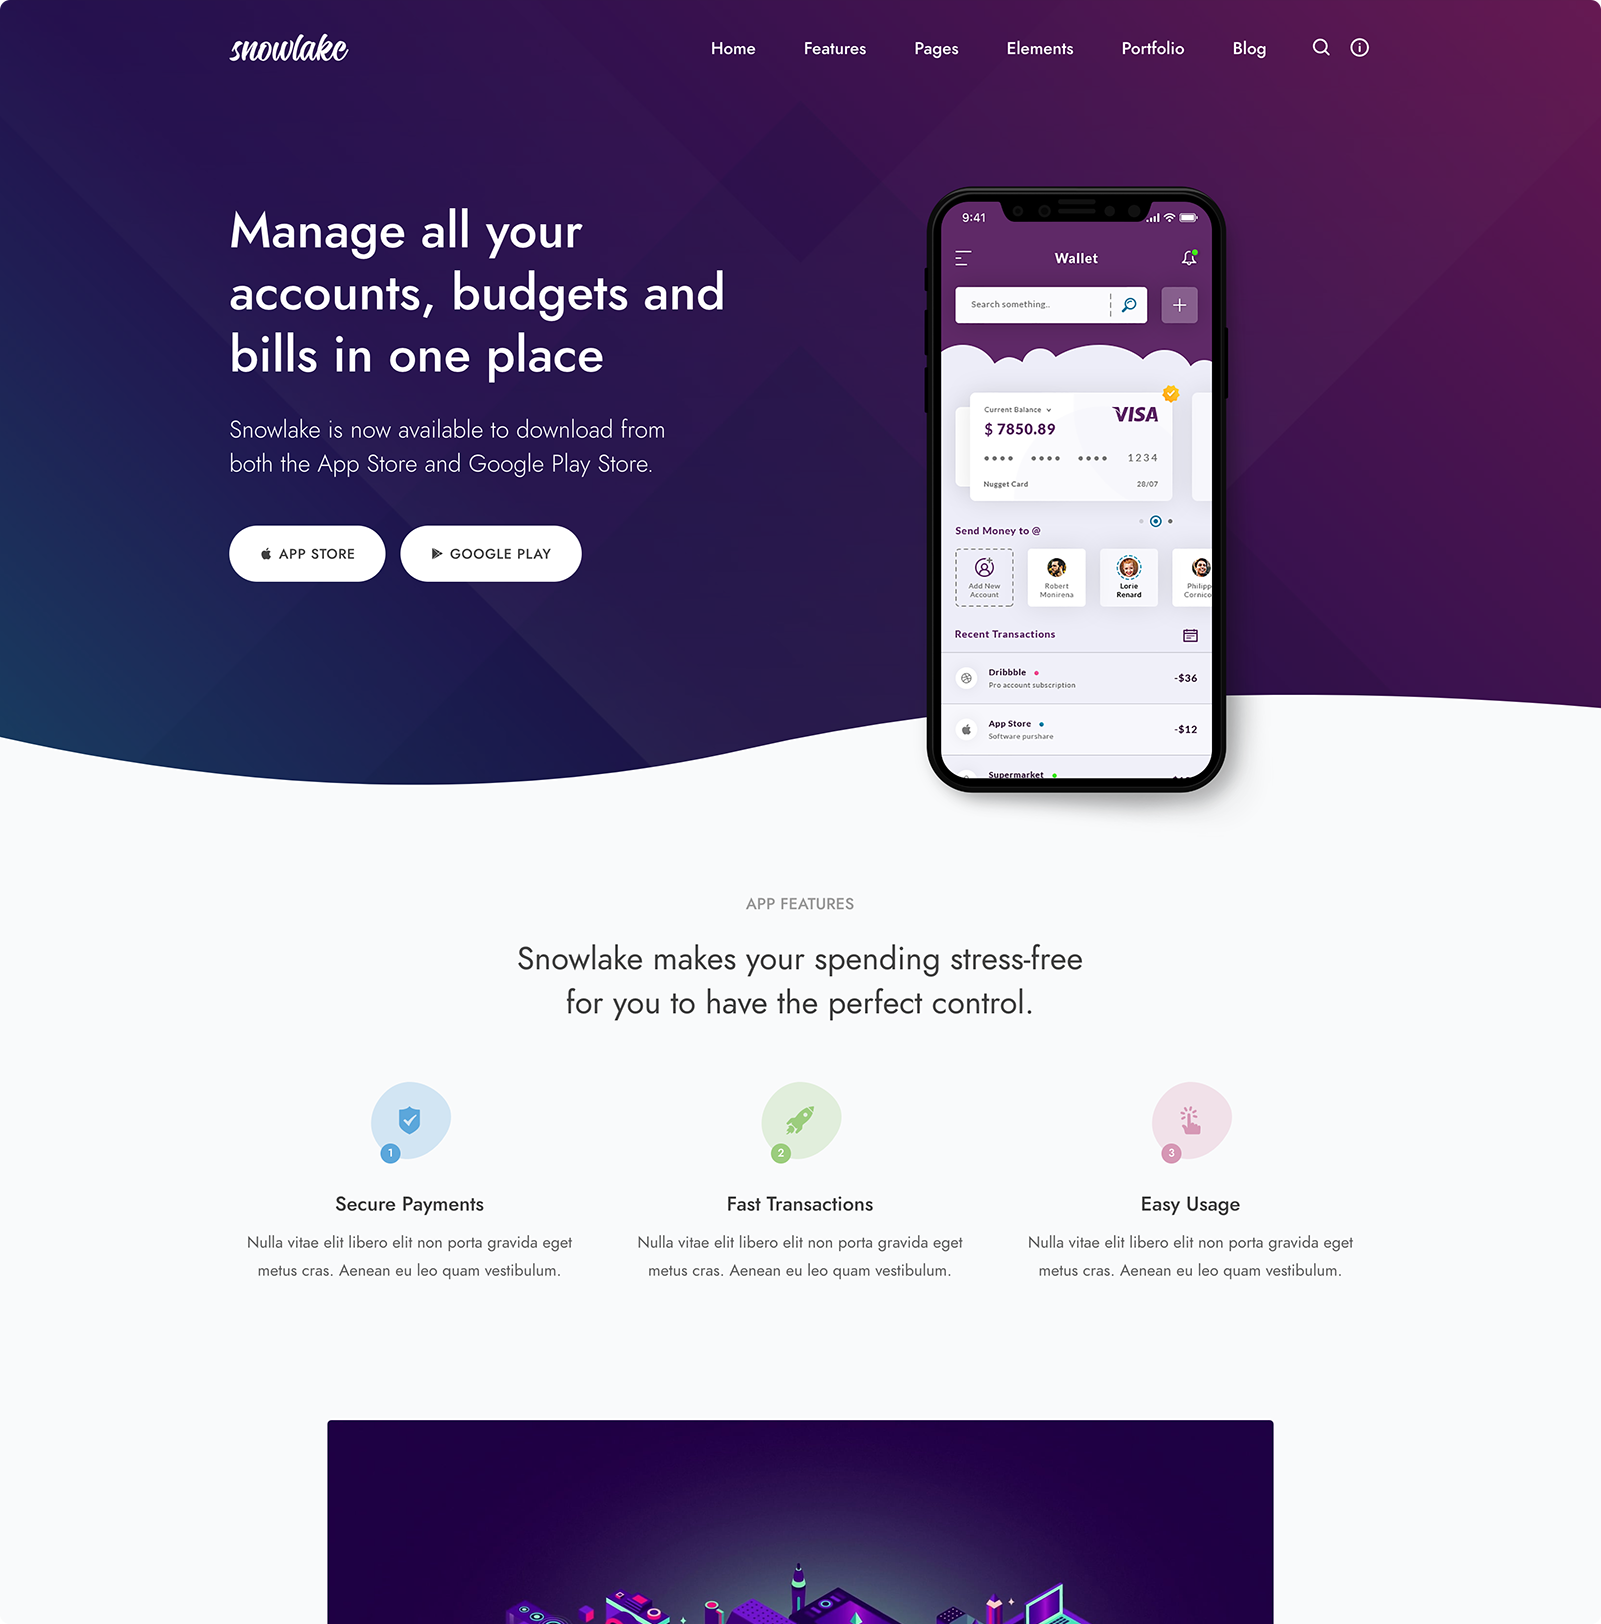 snowlake
Home Features Pages Elements Portfolio Blog
Manage all your
accounts, budgets and
bills in one place
Snowlake is now available to download from
both the App Store and Google Play Store.
APP STORE
GOOGLE PLAY
9:41
Wallet
Search something..
Current Balance
VISA
$ 7850.89
1234
Nugget Card
28/07
Send Money to @
Add New
Account
Robert
Monirena
Lorie
Renard
Philipp
Cornico
Recent Transactions
Dribbble
Pro account subscription
-$36
App Store
Software purshare
-$12
Supermarket
APP FEATURES
Snowlake makes your spending stress-free
for you to have the perfect control.
1
Secure Payments
Nulla vitae elit libero elit non porta gravida eget
metus cras. Aenean eu leo quam vestibulum.
2
Fast Transactions
Nulla vitae elit libero elit non porta gravida eget
metus cras. Aenean eu leo quam vestibulum.
3
Easy Usage
Nulla vitae elit libero elit non porta gravida eget
metus cras. Aenean eu leo quam vestibulum.